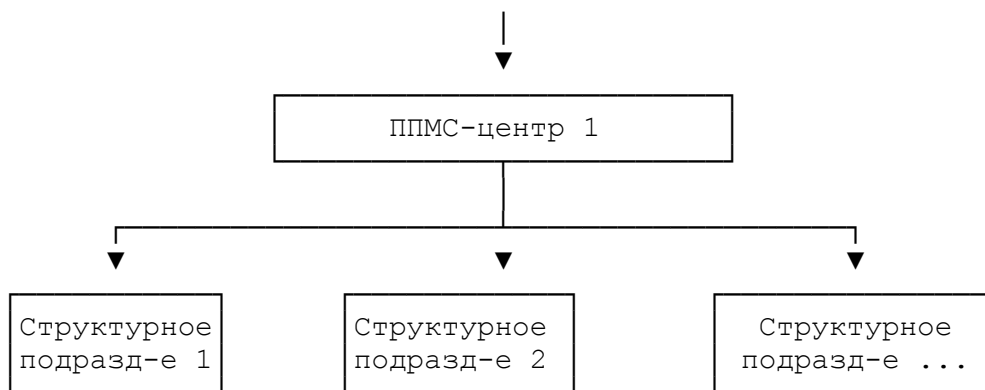 ППМС-центр 1
Структурное
подразд-е 1
Структурное
подразд-е 2
Структурное
подразд-е ...